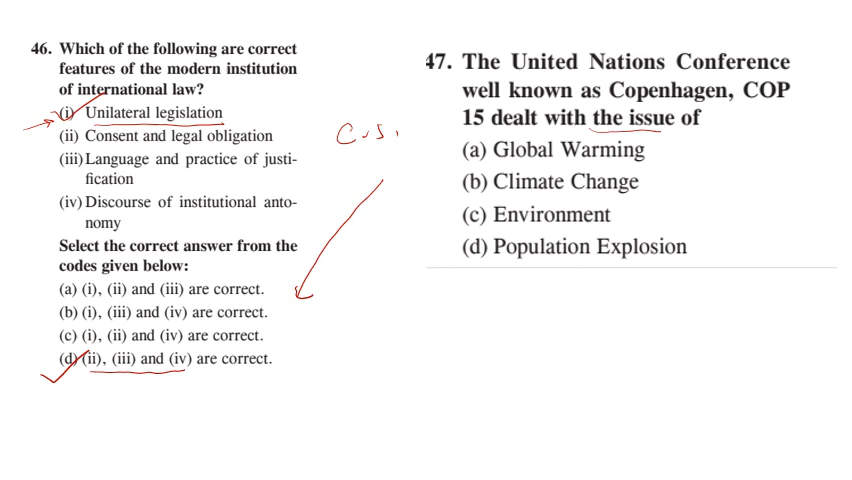 46. Which of the following are correct
features of the modern institution
of international law?
(i) Unilateral legislation
(ii) Consent and legal obligation
(iii) Language and practice of justi-
fication
(iv) Discourse of institutional anto-
nomy
Select the correct answer from the
codes given below:
(a) (i), (ii) and (iii) are correct.
(b) (i), (iii) and (iv) are correct.
(c) (i), (ii) and (iv) are correct.
(d) (ii), (iii) and (iv) are correct.
C.S.
47. The United Nations Conference
well known as Copenhagen, COP
15 dealt with the issue of
(a) Global Warming
(b) Climate Change
(c) Environment
(d) Population Explosion